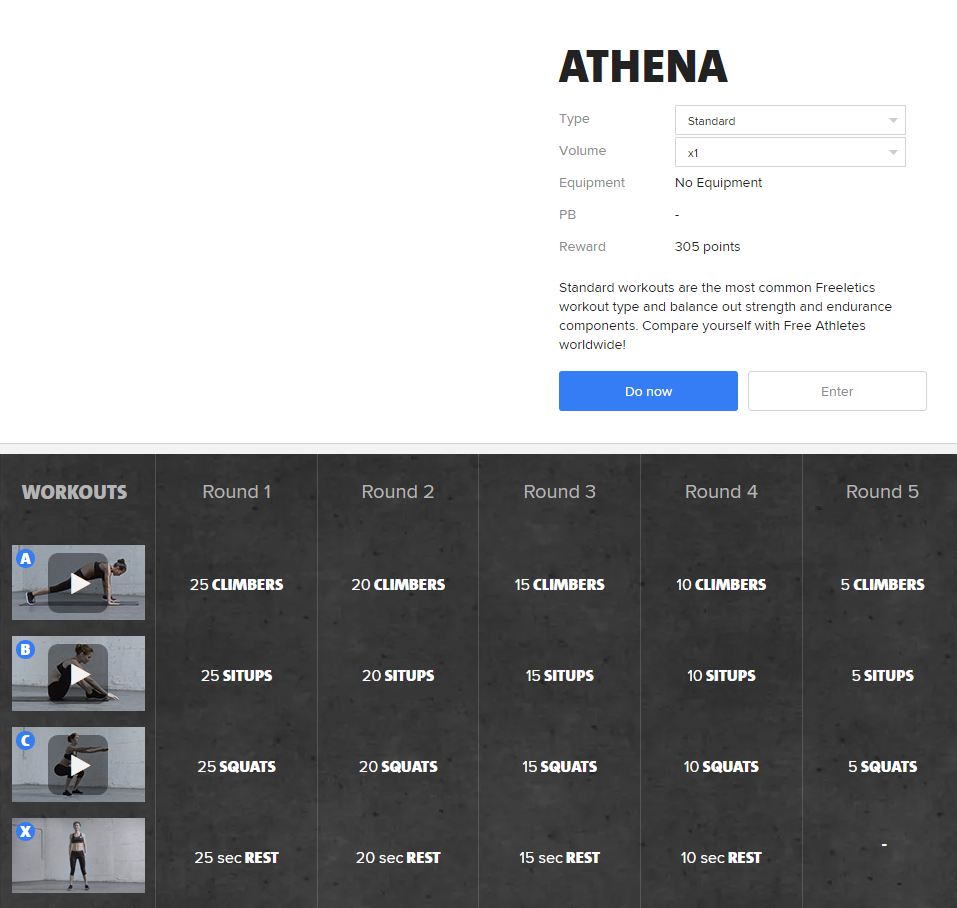 ATHENA
Type Standard
Volume x1
Equipment No Equipment
PB -
Reward 305 points
Standard workouts are the most common Freeletics
workout type and balance out strength and endurance
components. Compare yourself with Free Athletes
worldwide!
Do now Enter
WORKOUTS Round 1 Round 2 Round 3 Round 4 Round 5
A 25 CLIMBERS 20 CLIMBERS 15 CLIMBERS 10 CLIMBERS 5 CLIMBERS
B 25 SITUPS 20 SITUPS 15 SITUPS 10 SITUPS 5 SITUPS
C 25 SQUATS 20 SQUATS 15 SQUATS 10 SQUATS 5 SQUATS
X 25 sec REST 20 sec REST 15 sec REST 10 sec REST -